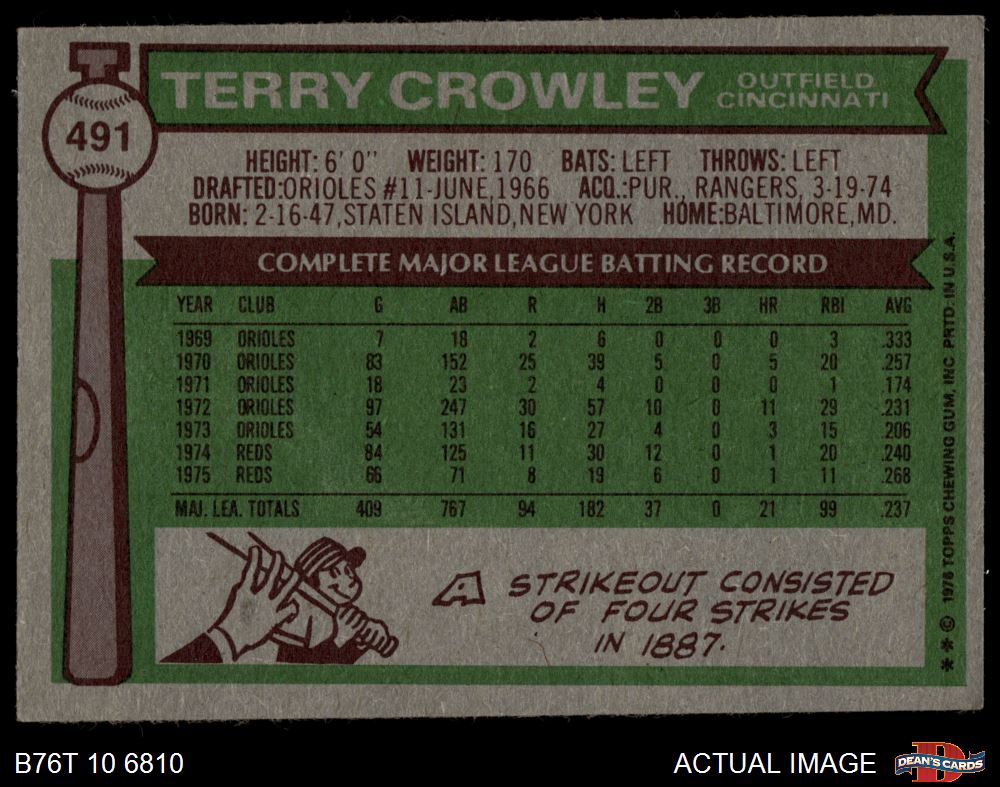 T
491
TERRY CROWLEY
OUTFIELD
CINCINNATI
HEIGHT: 6' 0" WEIGHT: 170 BATS: LEFT THROWS: LEFT
DRAFTED:ORIOLES #11-JUNE,1966 ACQ.:PUR., RANGERS, 3-19-74
BORN: 2-16-47,STATEN ISLAND,NEW YORK HOME:BALTIMORE,MD.
COMPLETE MAJOR LEAGUE BATTING RECORD
YEAR CLUB G AB R H 2B 3B HR RBI AVG
1969 ORIOLES 7 18 2 6 0 0 0 3 .333
1970 ORIOLES 83 152 25 39 5 0 5 20 .257
1971 ORIOLES 18 23 2 4 0 0 0 1 .174
1972 ORIOLES 97 247 30 57 10 0 11 29 .231
1973 ORIOLES 54 131 16 27 4 0 3 15 .206
1974 REDS 84 125 11 30 12 0 1 20 .240
1975 REDS 66 71 8 19 6 0 1 11 .268
MAJ. LEA. TOTALS 409 767 94 182 37 0 21 99 .237
A STRIKEOUT CONSISTED
OF FOUR STRIKES
IN 1887.
** © 1976 TOPPS CHEWING GUM, INC PRTD. IN U.S.A.
B76T 10 6810
ACTUAL IMAGE
DEAN'S CARDS